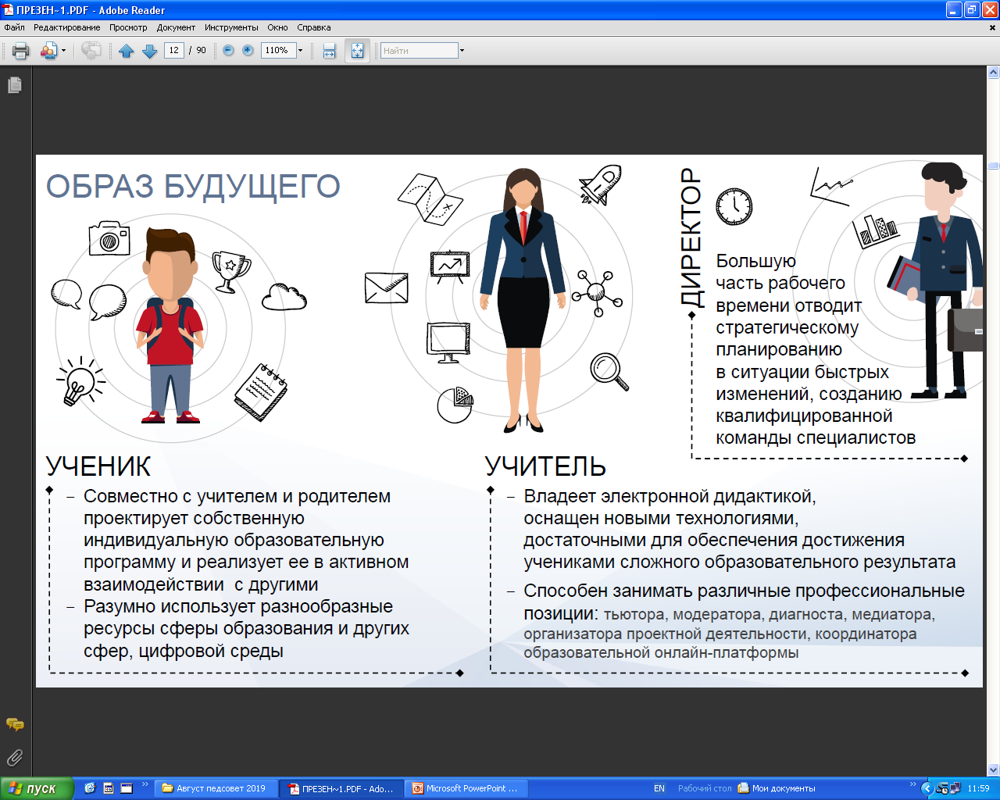 ПРЕЗЕН~1.PDF - Adobe Reader
Файл Редактирование Просмотр Документ Инструменты Окно Справка
12 / 90 110% Найти
ОБРАЗ БУДУЩЕГО
ДИРЕКТОР
Большую
часть рабочего
времени отводит
стратегическому
планированию
в ситуации быстрых
изменений, созданию
квалифицированной
команды специалистов
УЧЕНИК
– Совместно с учителем и родителем
проектирует собственную
индивидуальную образовательную
программу и реализует ее в активном
взаимодействии с другими
– Разумно использует разнообразные
ресурсы сферы образования и других
сфер, цифровой среды
УЧИТЕЛЬ
– Владеет электронной дидактикой,
оснащен новыми технологиями,
достаточными для обеспечения достижения
учениками сложного образовательного результата
– Способен занимать различные профессиональные
позиции: тьютора, модератора, диагноста, медиатора,
организатора проектной деятельности, координатора
образовательной онлайн-платформы
пуск Август педсовет 2019 ПРЕЗЕН~1.PDF - Ado... Microsoft PowerPoint ... EN Рабочий стол Мои документы 11:59